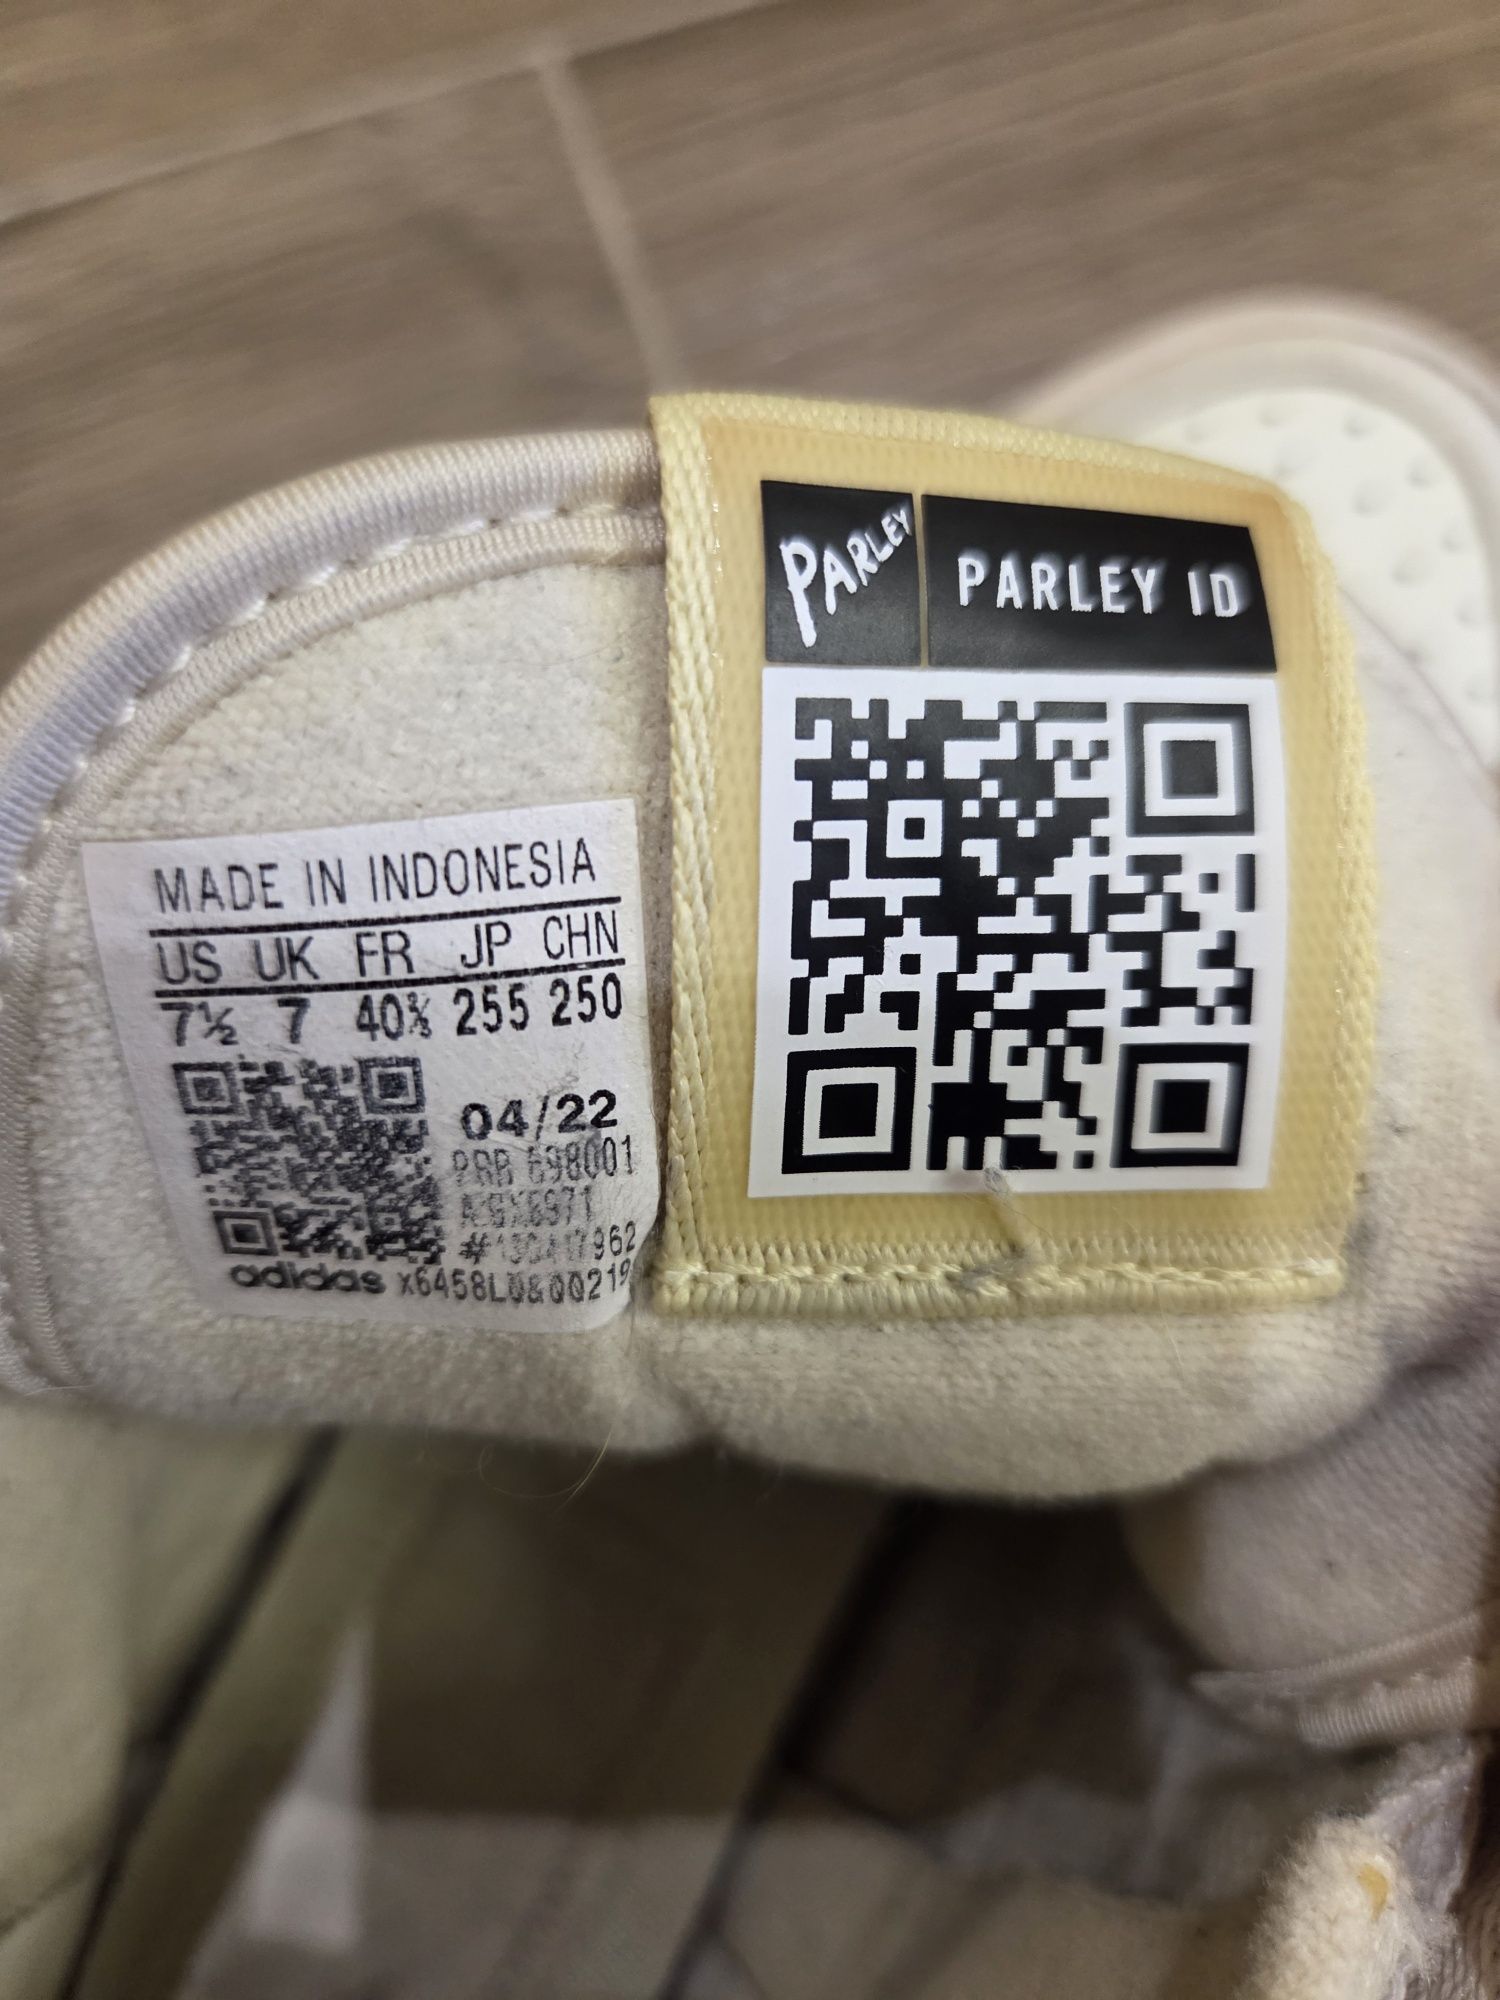 MADE IN INDONESIA
US UK FR JP CHN
7½ 7 40⅔ 255 250
04/22
698001
adidas
PARLEY
PARLEY ID